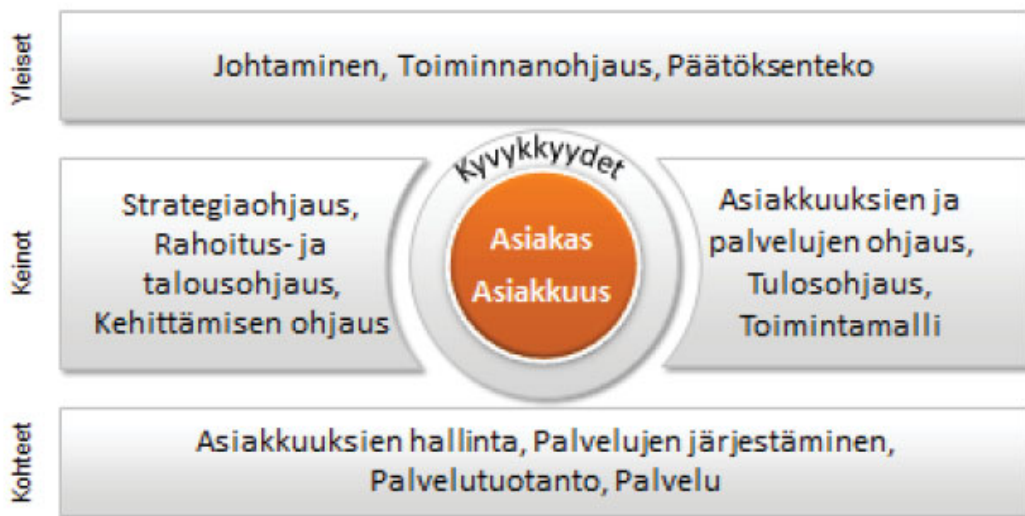 Yleiset
Johtaminen, Toiminnanohjaus, Päätöksenteko
Keinot
Strategiaohjaus,
Rahoitus- ja
talousohjaus,
Kehittämisen ohjaus
Kyvykkyydet
Asiakas
Asiakkuus
Asiakkuuksien ja
palvelujen ohjaus,
Tulosohjaus,
Toimintamalli
Kohteet
Asiakkuuksien hallinta, Palvelujen järjestäminen,
Palvelutuotanto, Palvelu